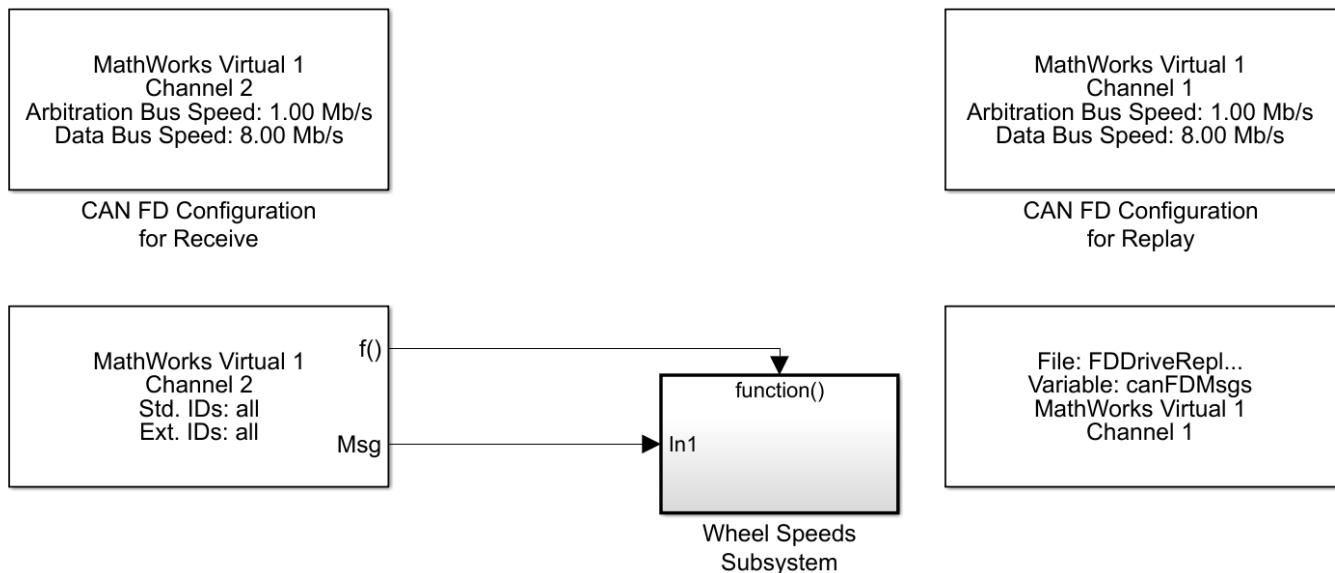 MathWorks Virtual 1
Channel 2
Arbitration Bus Speed: 1.00 Mb/s
Data Bus Speed: 8.00 Mb/s
CAN FD Configuration
for Receive
MathWorks Virtual 1
Channel 1
Arbitration Bus Speed: 1.00 Mb/s
Data Bus Speed: 8.00 Mb/s
CAN FD Configuration
for Replay
MathWorks Virtual 1
Channel 2
Std. IDs: all
Ext. IDs: all
f()
Msg
function()
In1
Wheel Speeds
Subsystem
File: FDDriveRepl...
Variable: canFDMsgs
MathWorks Virtual 1
Channel 1